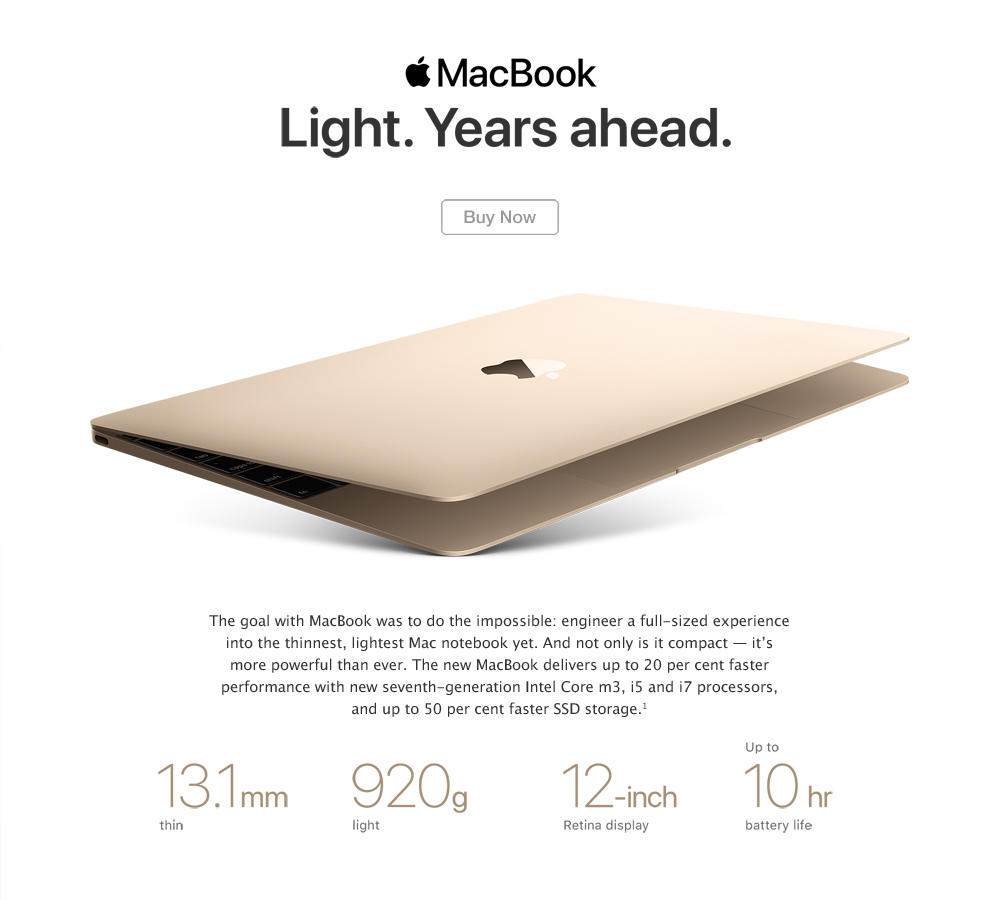 MacBook
Light. Years ahead.
Buy Now
The goal with MacBook was to do the impossible: engineer a full-sized experience
into the thinnest, lightest Mac notebook yet. And not only is it compact — it's
more powerful than ever. The new MacBook delivers up to 20 per cent faster
performance with new seventh-generation Intel Core m3, i5 and i7 processors,
and up to 50 per cent faster SSD storage.¹
13.1mm
thin
920g
light
12-inch
Retina display
Up to
10 hr
battery life